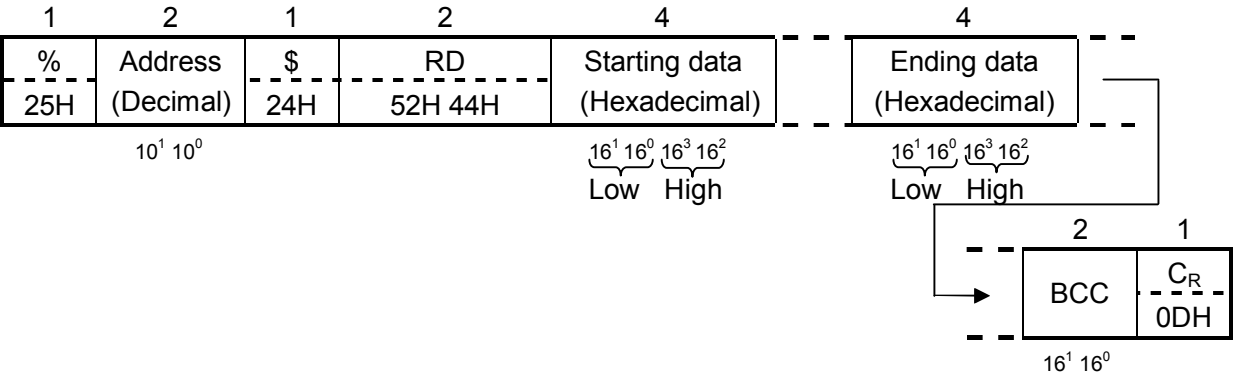 1 2 1 2 4 4
% Address $ RD Starting data Ending data
25H (Decimal) 24H 52H 44H (Hexadecimal) (Hexadecimal)
10¹ 10⁰ 16¹ 16⁰ 16³ 16² 16¹ 16⁰ 16³ 16²
Low High Low High
2 1
BCC C_R
0DH
16¹ 16⁰